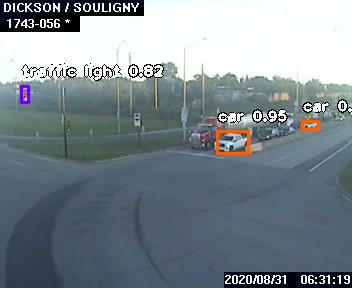 DICKSON / SOULIGNY
1743-056 *
traffic light 0.82
car 0.95
car 0.
2020/08/31 06:31:19